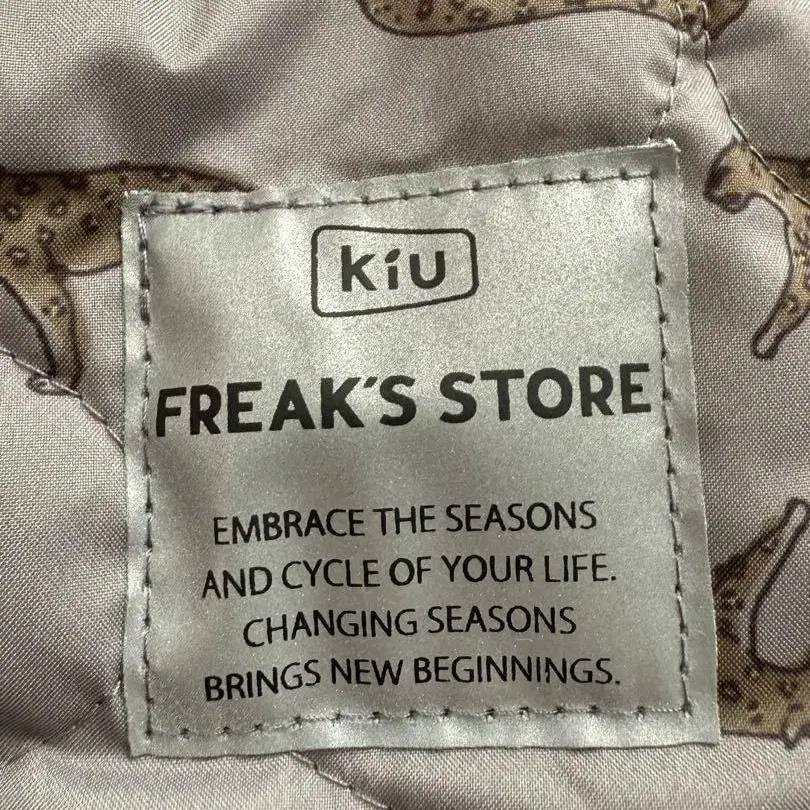 kiU
FREAK'S STORE
EMBRACE THE SEASONS
AND CYCLE OF YOUR LIFE.
CHANGING SEASONS
BRINGS NEW BEGINNINGS.